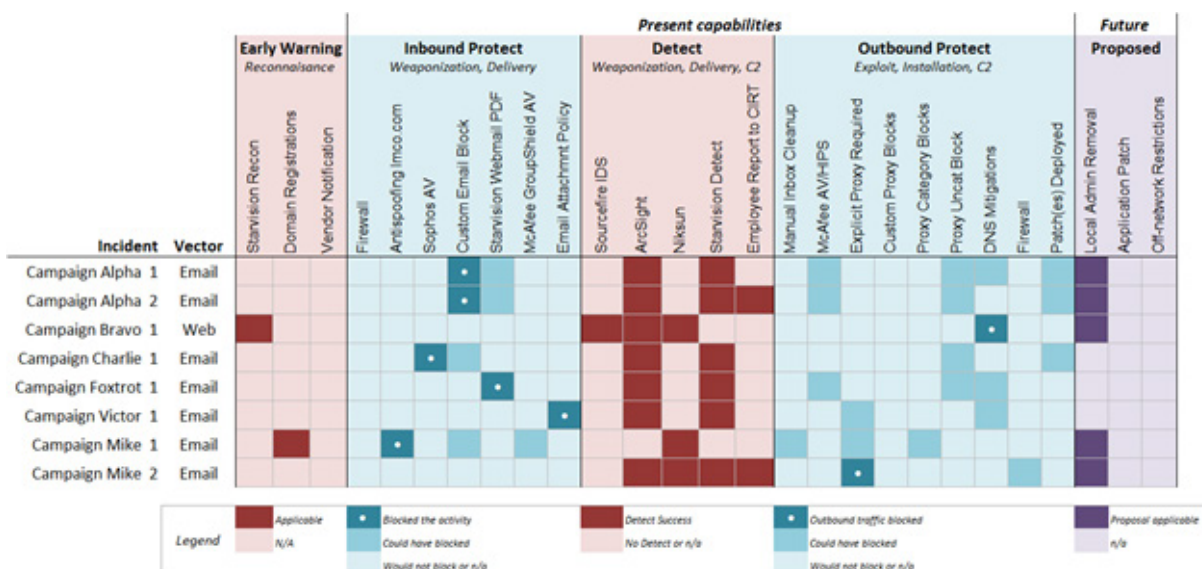 Present capabilities Future
Early Warning Inbound Protect Detect Outbound Protect Proposed
Reconnaisance Weaponization, Delivery Weaponization, Delivery, C2 Exploit, Installation, C2
Starvision Recon
Domain Registrations
Vendor Notification
Firewall
Antispoofing lmco.com
Sophos AV
Custom Email Block
Starvision Webmail PDF
McAfee GroupShield AV
Email Attachmnt Policy
Sourcefire IDS
ArcSight
Niksun
Starvision Detect
Employee Report to CIRT
Manual Inbox Cleanup
McAfee AV/HIPS
Explicit Proxy Required
Custom Proxy Blocks
Proxy Category Blocks
Proxy Uncat Block
DNS Mitigations
Firewall
Patch(es) Deployed
Local Admin Removal
Application Patch
Off-network Restrictions
Incident Vector
Campaign Alpha 1 Email
Campaign Alpha 2 Email
Campaign Bravo 1 Web
Campaign Charlie 1 Email
Campaign Foxtrot 1 Email
Campaign Victor 1 Email
Campaign Mike 1 Email
Campaign Mike 2 Email
Legend
Applicable Blocked the activity Detect Success Outbound traffic blocked Proposal applicable
N/A Could have blocked No Detect or n/a Could have blocked n/a
Would not block or n/a Would not block or n/a